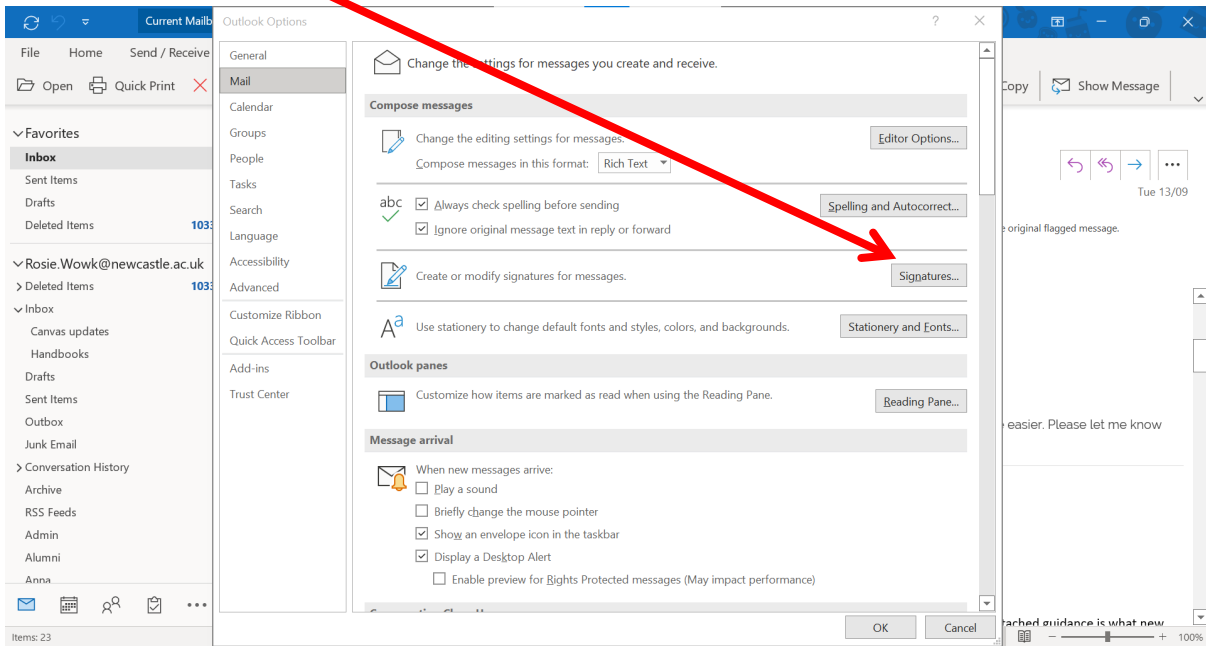 Current Mailb
Outlook Options
?
File Home Send / Receive
Open Quick Print
Copy Show Message
Favorites
Inbox
Sent Items
Drafts
Deleted Items 1033
Rosie.Wowk@newcastle.ac.uk
Deleted Items 1033
Inbox
Canvas updates
Handbooks
Drafts
Sent Items
Outbox
Junk Email
Conversation History
Archive
RSS Feeds
Admin
Alumni
Anna
Items: 23
General
Mail
Calendar
Groups
People
Tasks
Search
Language
Accessibility
Advanced
Customize Ribbon
Quick Access Toolbar
Add-ins
Trust Center
Change the settings for messages you create and receive.
Compose messages
Change the editing settings for messages.
Editor Options...
Compose messages in this format: Rich Text
abc Always check spelling before sending
Spelling and Autocorrect...
Ignore original message text in reply or forward
Create or modify signatures for messages.
Signatures...
Aa Use stationery to change default fonts and styles, colors, and backgrounds.
Stationery and Fonts...
Outlook panes
Customize how items are marked as read when using the Reading Pane.
Reading Pane...
Message arrival
When new messages arrive:
Play a sound
Briefly change the mouse pointer
Show an envelope icon in the taskbar
Display a Desktop Alert
Enable preview for Rights Protected messages (May impact performance)
OK Cancel
Tue 13/09
original flagged message.
easier. Please let me know
tached guidance is what new
100%